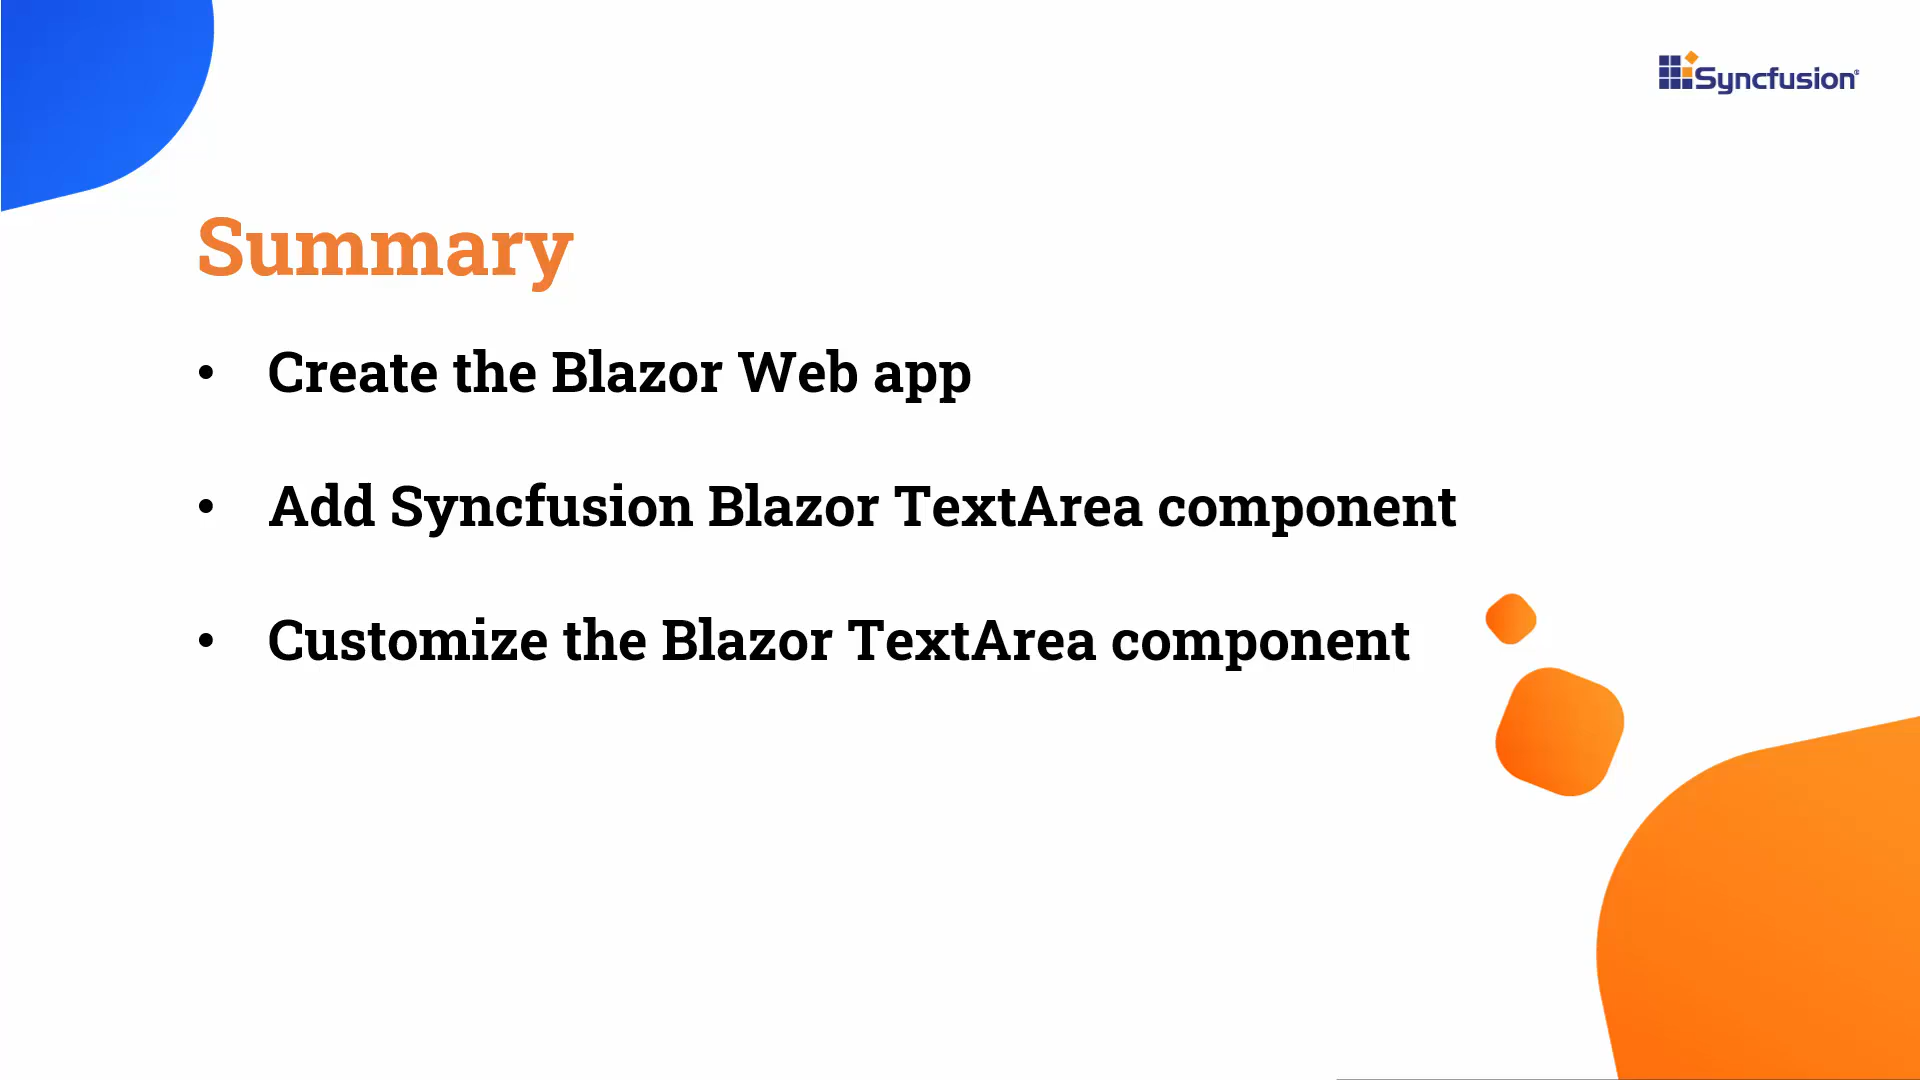 Syncfusion®
Summary
• Create the Blazor Web app
• Add Syncfusion Blazor TextArea component
• Customize the Blazor TextArea component